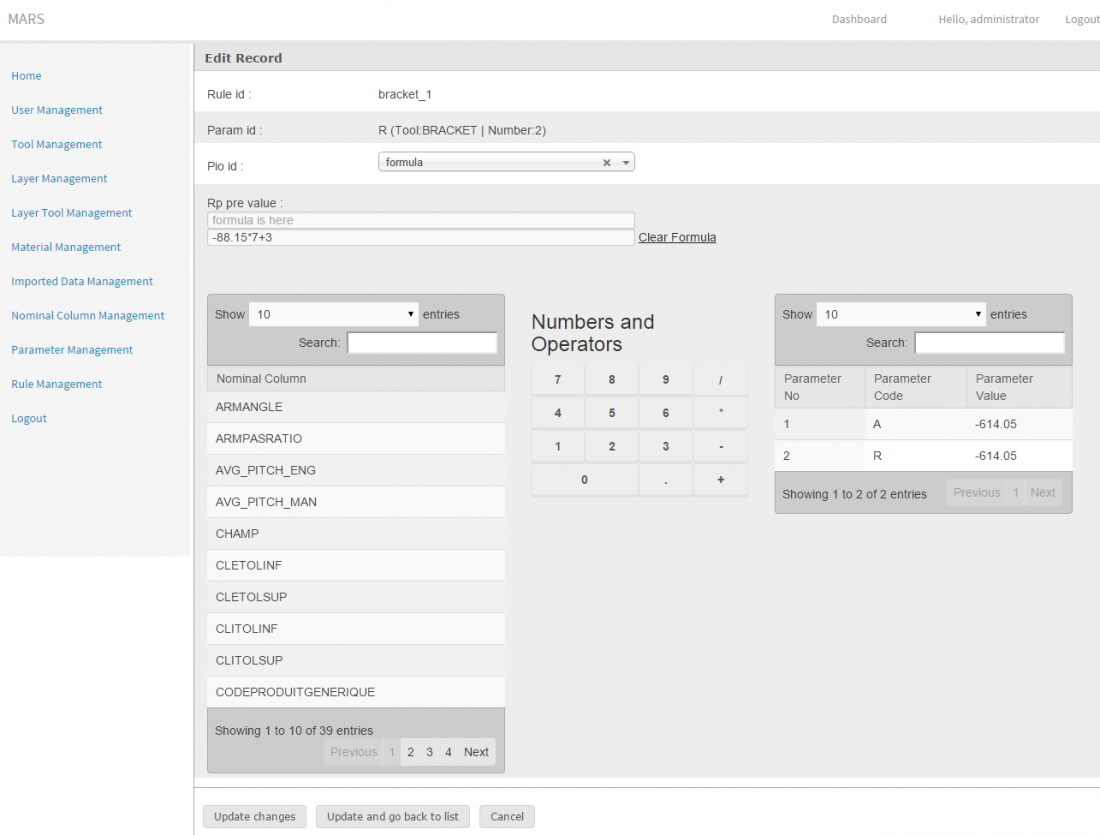 MARS
Dashboard Hello, administrator Logout
Home
User Management
Tool Management
Layer Management
Layer Tool Management
Material Management
Imported Data Management
Nominal Column Management
Parameter Management
Rule Management
Logout
Edit Record
Rule id : bracket_1
Param id : R (Tool:BRACKET | Number:2)
Pio id : formula
Rp pre value :
formula is here
-88.15*7+3 Clear Formula
Show 10 entries
Search:
Nominal Column
ARMANGLE
ARMPASRATIO
AVG_PITCH_ENG
AVG_PITCH_MAN
CHAMP
CLETOLINF
CLETOLSUP
CLITOLINF
CLITOLSUP
CODEPRODUITGENERIQUE
Showing 1 to 10 of 39 entries
Previous 1 2 3 4 Next
Numbers and
Operators
7 8 9 /
4 5 6 *
1 2 3 -
0 . +
Show 10 entries
Search:
Parameter No Parameter Code Parameter Value
1 A -614.05
2 R -614.05
Showing 1 to 2 of 2 entries Previous 1 Next
Update changes Update and go back to list Cancel